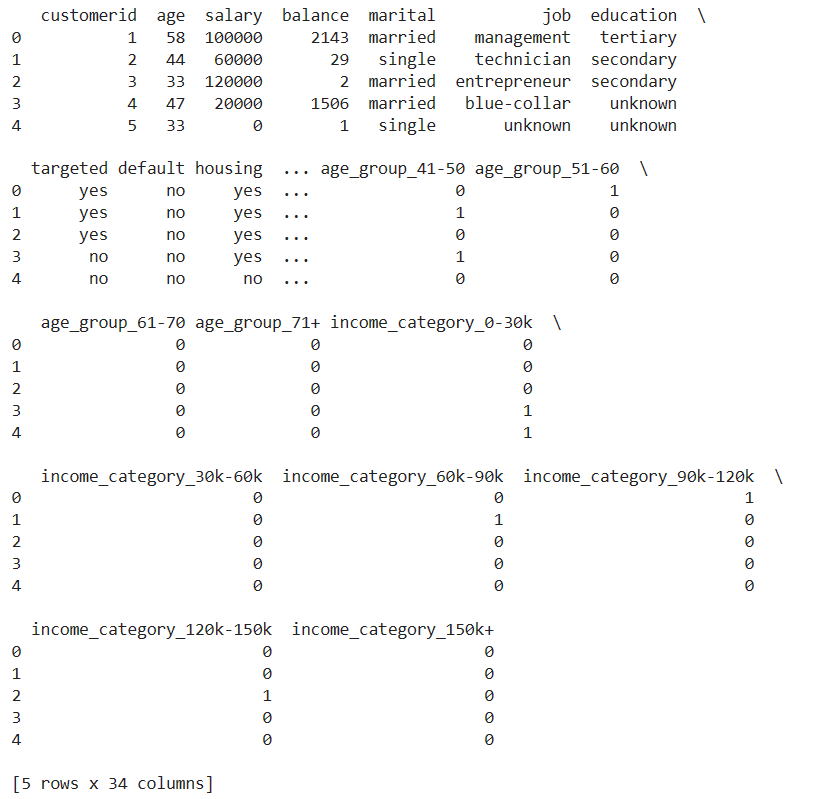 customerid  age  salary  balance  marital           job  education  \
0           1   58  100000     2143  married    management   tertiary
1           2   44   60000       29   single    technician  secondary
2           3   33  120000        2  married  entrepreneur  secondary
3           4   47   20000     1506  married   blue-collar    unknown
4           5   33       0        1   single       unknown    unknown
  targeted default housing  ... age_group_41-50 age_group_51-60  \
0      yes      no     yes  ...               0               1
1      yes      no     yes  ...               1               0
2      yes      no     yes  ...               0               0
3       no      no     yes  ...               1               0
4       no      no      no  ...               0               0
   age_group_61-70 age_group_71+ income_category_0-30k  \
0                0             0                     0
1                0             0                     0
2                0             0                     0
3                0             0                     1
4                0             0                     1
   income_category_30k-60k  income_category_60k-90k  income_category_90k-120k  \
0                        0                        0                         1
1                        0                        1                         0
2                        0                        0                         0
3                        0                        0                         0
4                        0                        0                         0
  income_category_120k-150k  income_category_150k+
0                         0                      0
1                         0                      0
2                         1                      0
3                         0                      0
4                         0                      0
[5 rows x 34 columns]